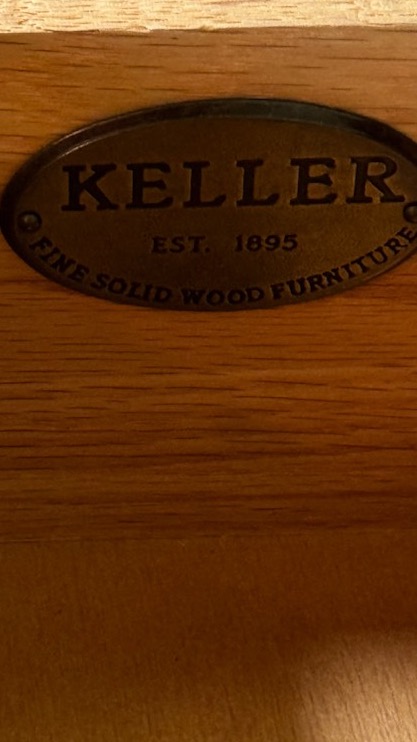 KELLER
EST. 1895
FINE SOLID WOOD FURNITURE